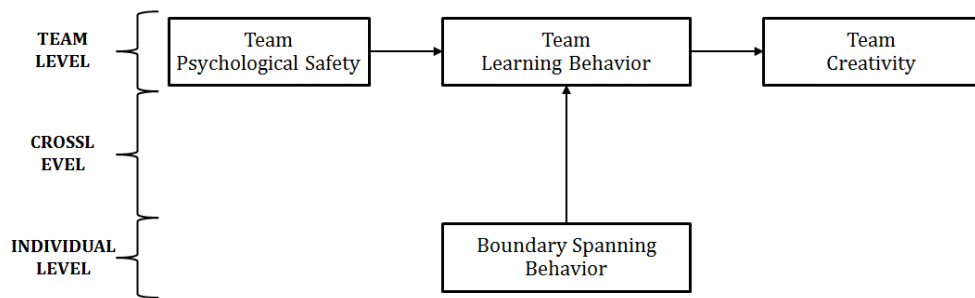 TEAM
LEVEL
Team
Psychological Safety
Team
Learning Behavior
Team
Creativity
CROSSL
EVEL
INDIVIDUAL
LEVEL
Boundary Spanning
Behavior